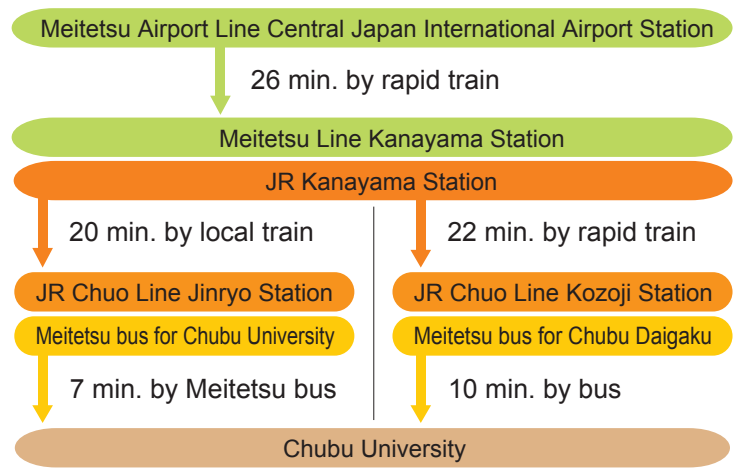 Meitetsu Airport Line Central Japan International Airport Station
26 min. by rapid train
Meitetsu Line Kanayama Station
JR Kanayama Station
20 min. by local train
22 min. by rapid train
JR Chuo Line Jinryo Station
JR Chuo Line Kozoji Station
Meitetsu bus for Chubu University
Meitetsu bus for Chubu Daigaku
7 min. by Meitetsu bus
10 min. by bus
Chubu University